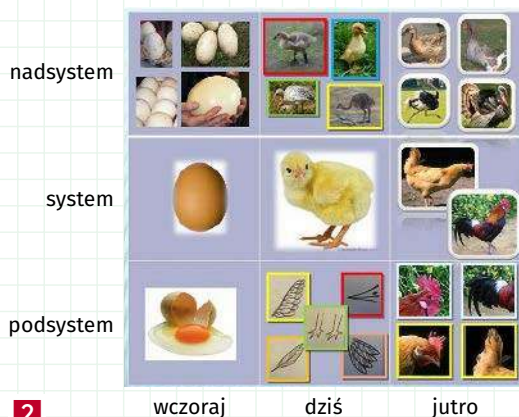 nadsystem
system
podsystem
wczoraj dziś jutro
2